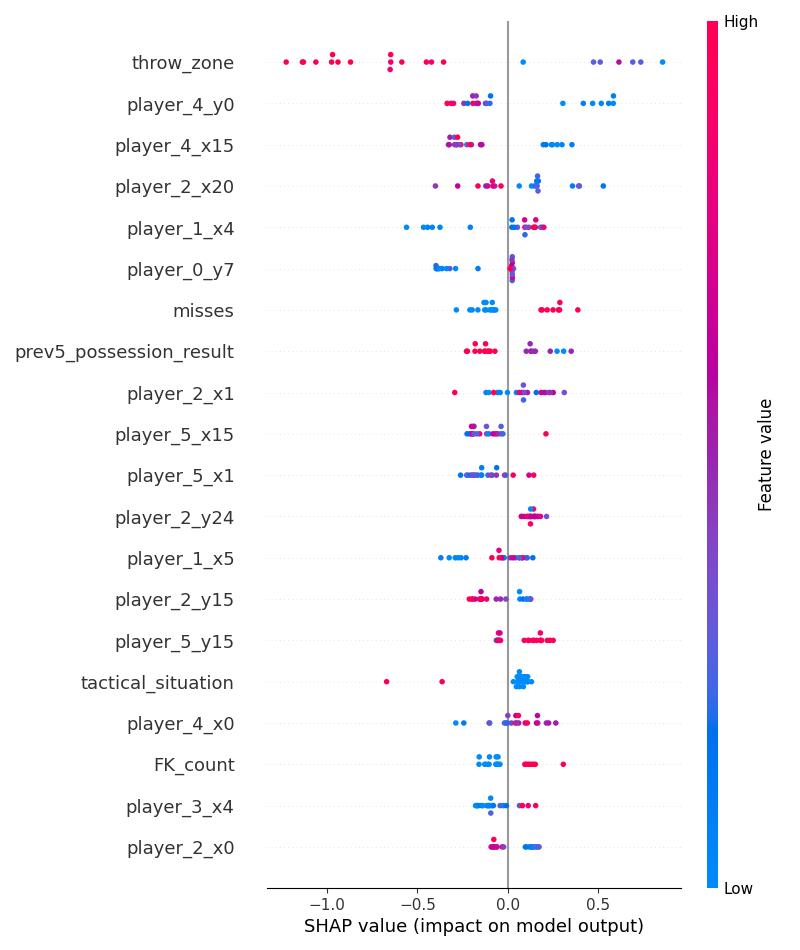 High
throw_zone
player_4_y0
player_4_x15
player_2_x20
player_1_x4
player_0_y7
misses
prev5_possession_result
player_2_x1
player_5_x15
player_5_x1
player_2_y24
player_1_x5
player_2_y15
player_5_y15
tactical_situation
player_4_x0
FK_count
player_3_x4
player_2_x0
Feature value
Low
−1.0 −0.5 0.0 0.5
SHAP value (impact on model output)